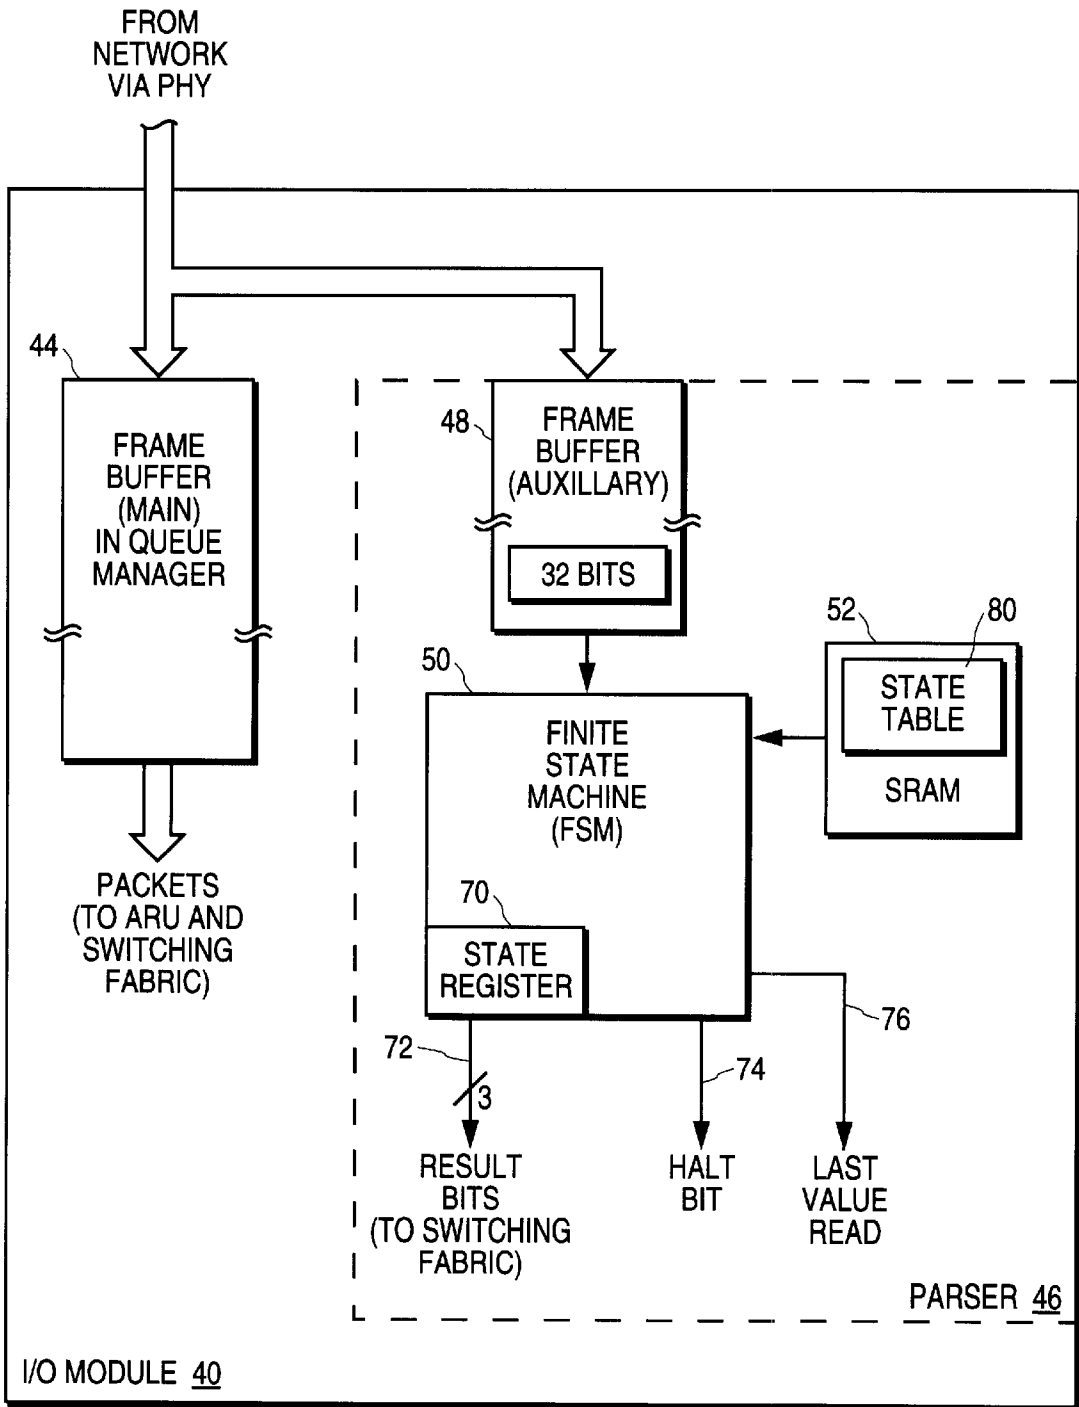 FROM
NETWORK
VIA PHY
44
FRAME
BUFFER
(MAIN)
IN QUEUE
MANAGER
PACKETS
(TO ARU AND
SWITCHING
FABRIC)
48
FRAME
BUFFER
(AUXILLARY)
32 BITS
52
80
STATE
TABLE
SRAM
50
FINITE
STATE
MACHINE
(FSM)
70
STATE
REGISTER
72
3
74
76
RESULT
BITS
(TO SWITCHING
FABRIC)
HALT
BIT
LAST
VALUE
READ
PARSER 46
I/O MODULE 40